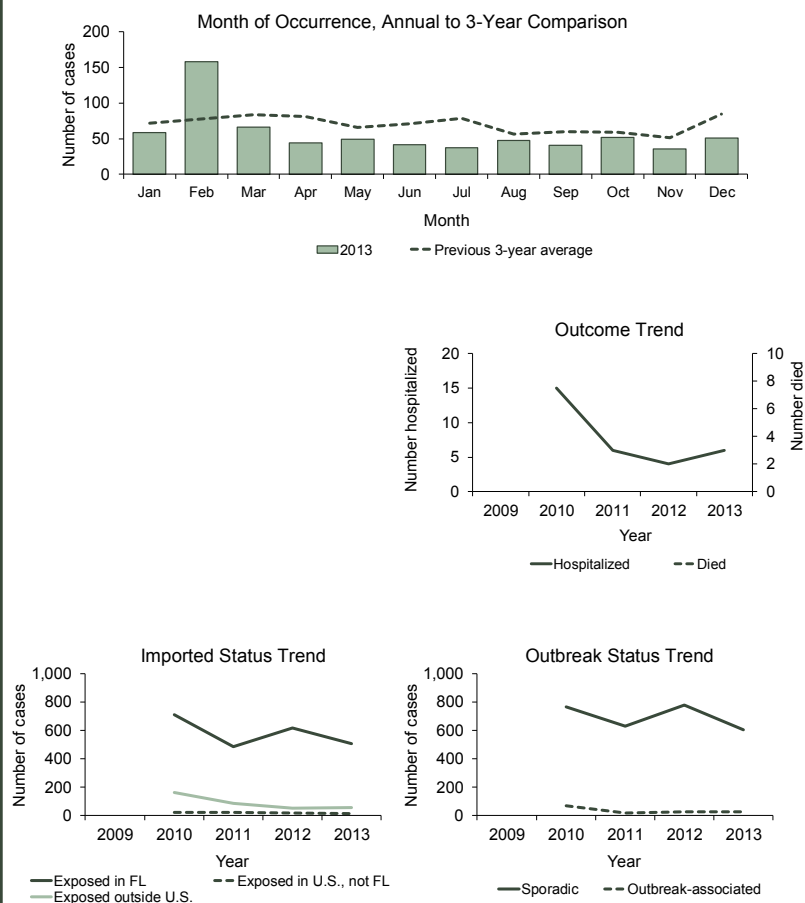 Month of Occurrence, Annual to 3-Year Comparison
Number of cases
200
150
100
50
0
Jan Feb Mar Apr May Jun Jul Aug Sep Oct Nov Dec
Month
2013 Previous 3-year average
Outcome Trend
Number hospitalized
20
15
10
5
0
10
8
6
4
2
0
Number died
2009 2010 2011 2012 2013
Year
Hospitalized Died
Imported Status Trend
Number of cases
1,000
800
600
400
200
0
2009 2010 2011 2012 2013
Year
Exposed in FL Exposed in U.S., not FL
Exposed outside U.S.
Outbreak Status Trend
Number of cases
1,000
800
600
400
200
0
2009 2010 2011 2012 2013
Year
Sporadic Outbreak-associated